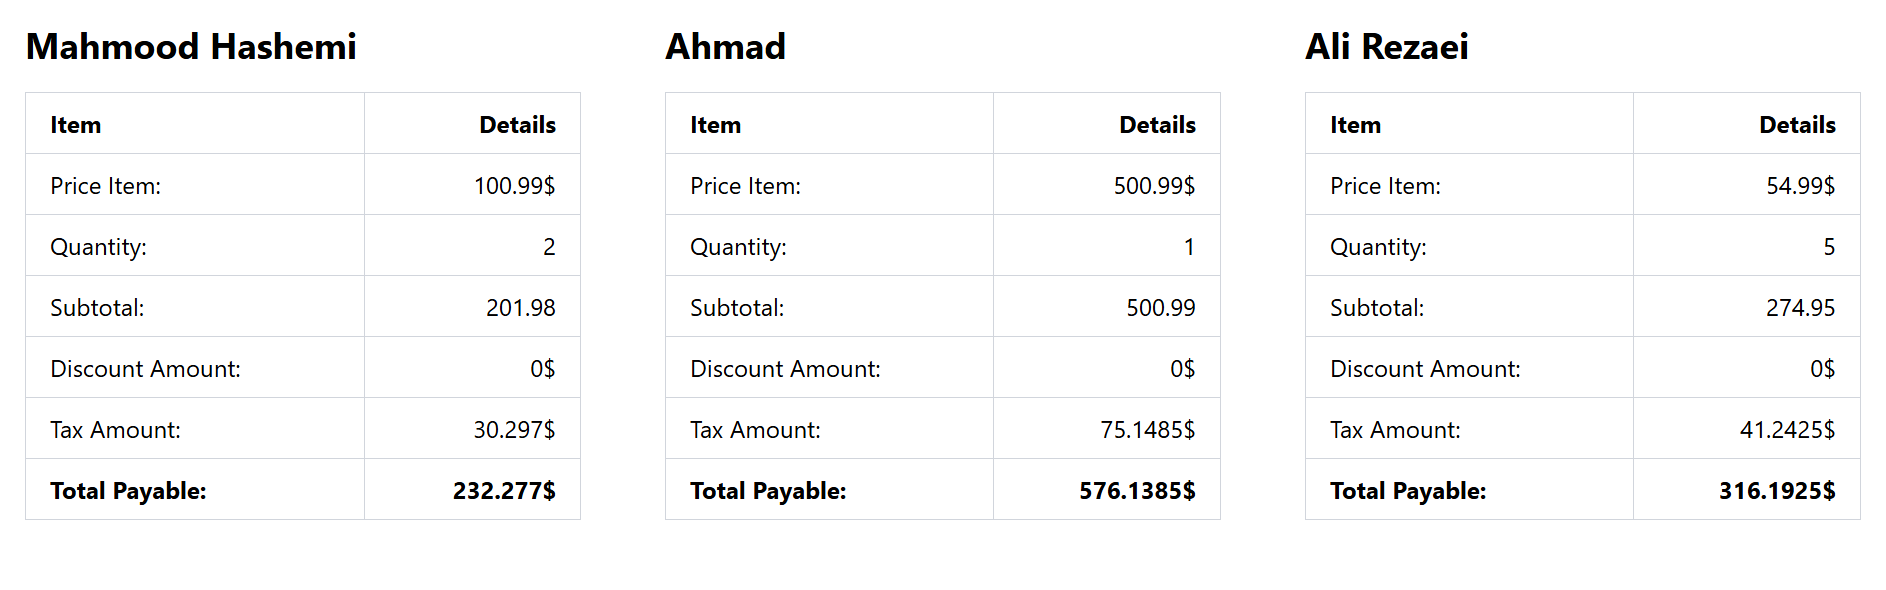 Mahmood Hashemi
Item Details
Price Item: 100.99$
Quantity: 2
Subtotal: 201.98
Discount Amount: 0$
Tax Amount: 30.297$
Total Payable: 232.277$
Ahmad
Item Details
Price Item: 500.99$
Quantity: 1
Subtotal: 500.99
Discount Amount: 0$
Tax Amount: 75.1485$
Total Payable: 576.1385$
Ali Rezaei
Item Details
Price Item: 54.99$
Quantity: 5
Subtotal: 274.95
Discount Amount: 0$
Tax Amount: 41.2425$
Total Payable: 316.1925$